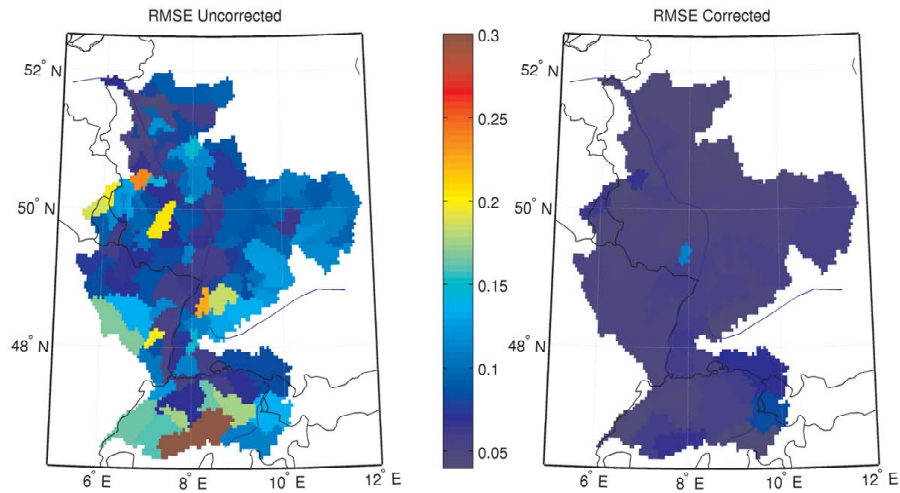 RMSE Uncorrected
RMSE Corrected
52° N
50° N
48° N
6° E
8° E
10° E
12° E
0.3
0.25
0.2
0.15
0.1
0.05
52° N
50° N
48° N
6° E
8° E
10° E
12° E